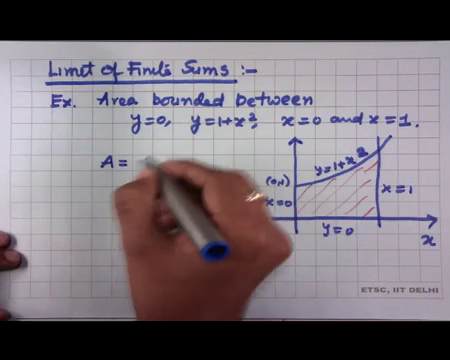 Limit of Finite Sums :-
Ex. Area bounded between
y=0, y=1+x², x=0 and x=1.
A =
y=1+x²
(0,1)
x=0
x=1
y=0
x
ETSC, IIT DELHI